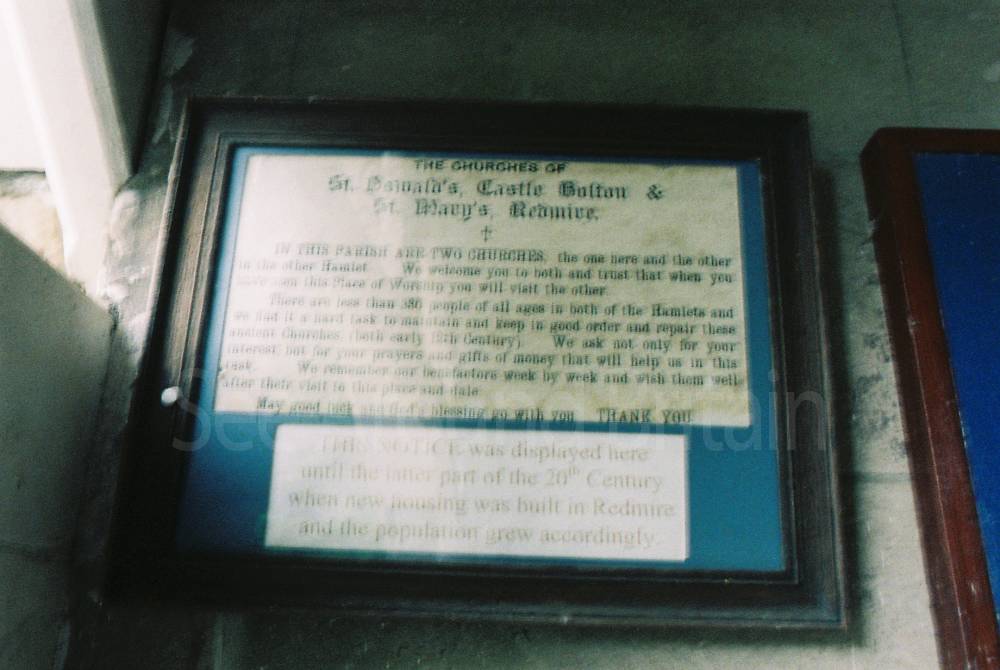 THE CHURCHES OF
St. Oswald's, Castle Bolton &
St. Mary's, Redmire.
IN THIS PARISH ARE TWO CHURCHES, the one here and the other
in the other Hamlet. We welcome you to both and trust that when you
have seen this Place of Worship you will visit the other.
There are less than 380 people of all ages in both of the Hamlets and
we find it a hard task to maintain and keep in good order and repair these
ancient Churches, (both early 12th Century). We ask not only for your
interest but for your prayers and gifts of money that will help us in this
task. We remember our benefactors week by week and wish them well
after their visit to this place and dale.
May good luck and God's blessing go with you THANK YOU
THIS NOTICE was displayed here
until the latter part of the 20th Century
when new housing was built in Redmire
and the population grew accordingly.